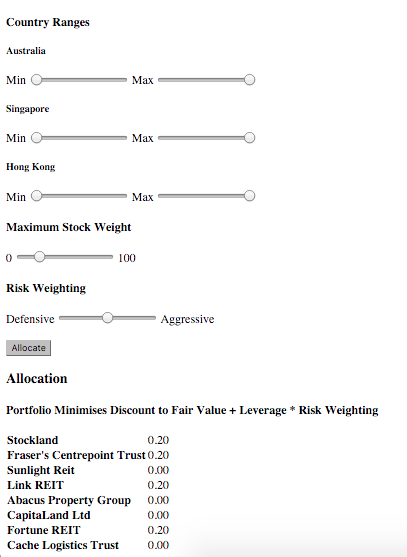 Country Ranges
Australia
Min Max
Singapore
Min Max
Hong Kong
Min Max
Maximum Stock Weight
0 100
Risk Weighting
Defensive Aggressive
Allocate
Allocation
Portfolio Minimises Discount to Fair Value + Leverage * Risk Weighting
Stockland 0.20
Fraser's Centrepoint Trust 0.20
Sunlight Reit 0.00
Link REIT 0.20
Abacus Property Group 0.00
CapitaLand Ltd 0.00
Fortune REIT 0.20
Cache Logistics Trust 0.00